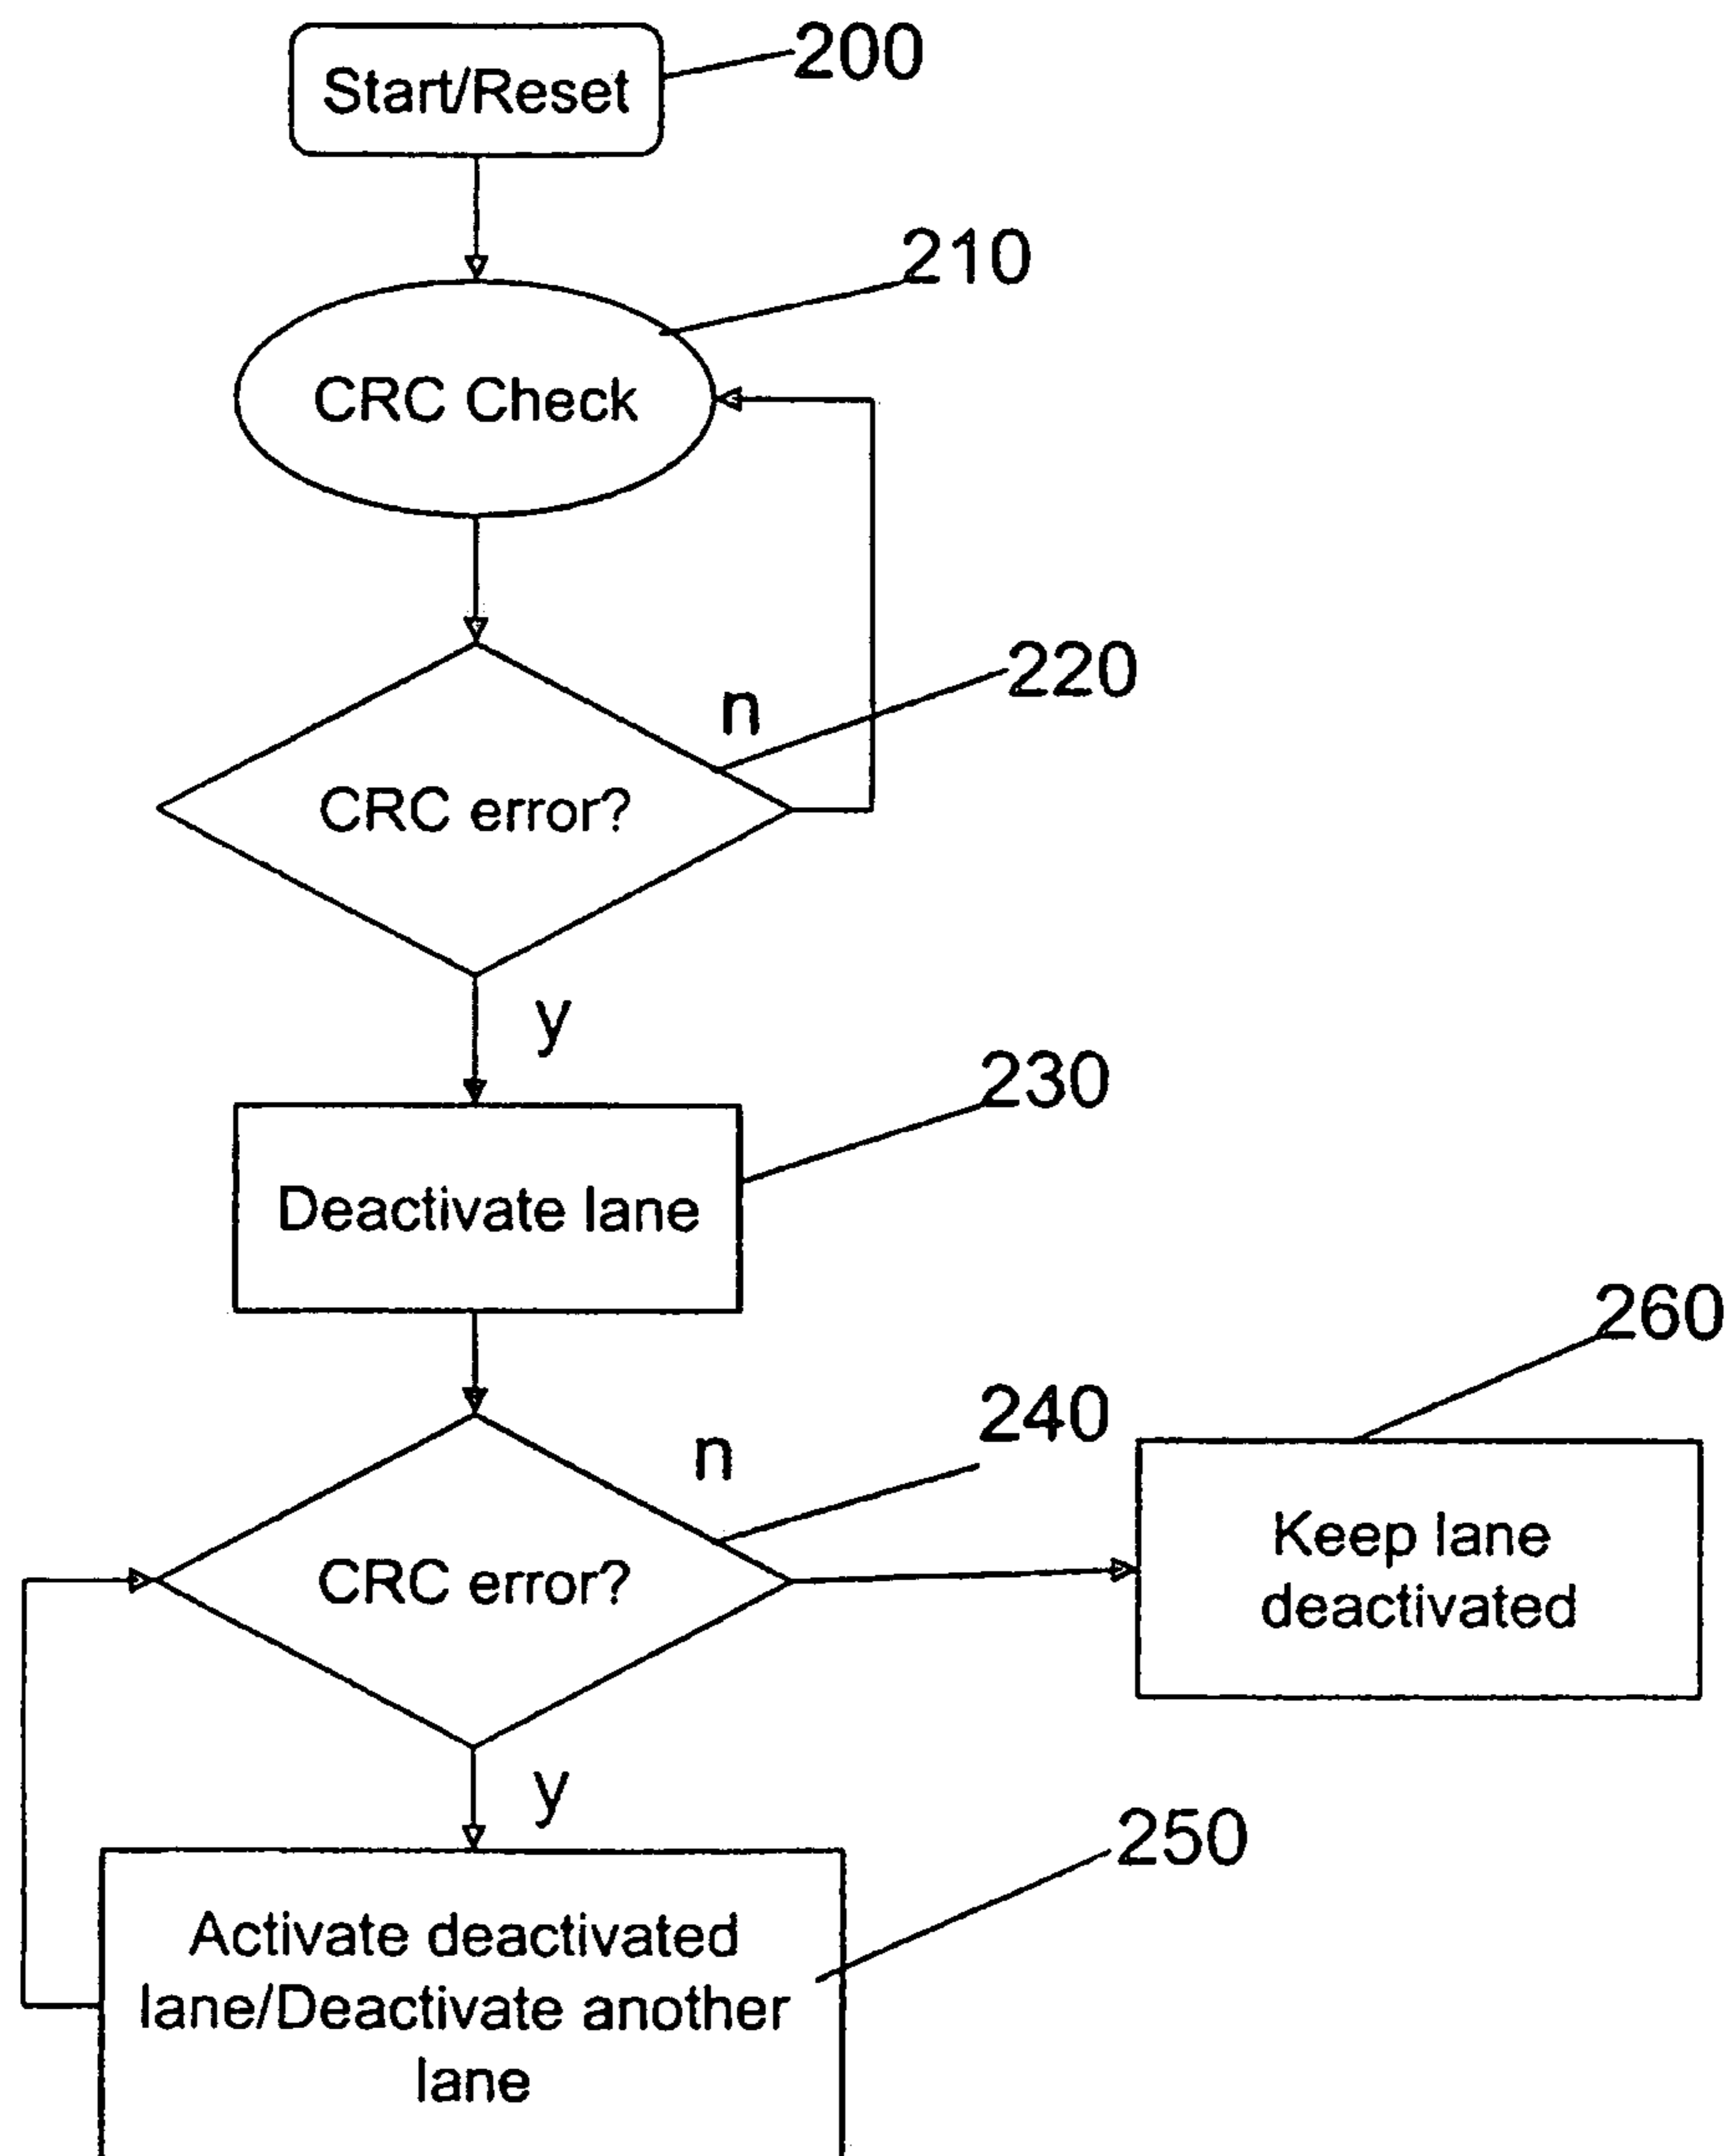 200
Start/Reset
210
CRC Check
220
n
CRC error?
y
230
Deactivate lane
260
240
n
Keep lane
deactivated
CRC error?
y
250
Activate deactivated
lane/Deactivate another
lane